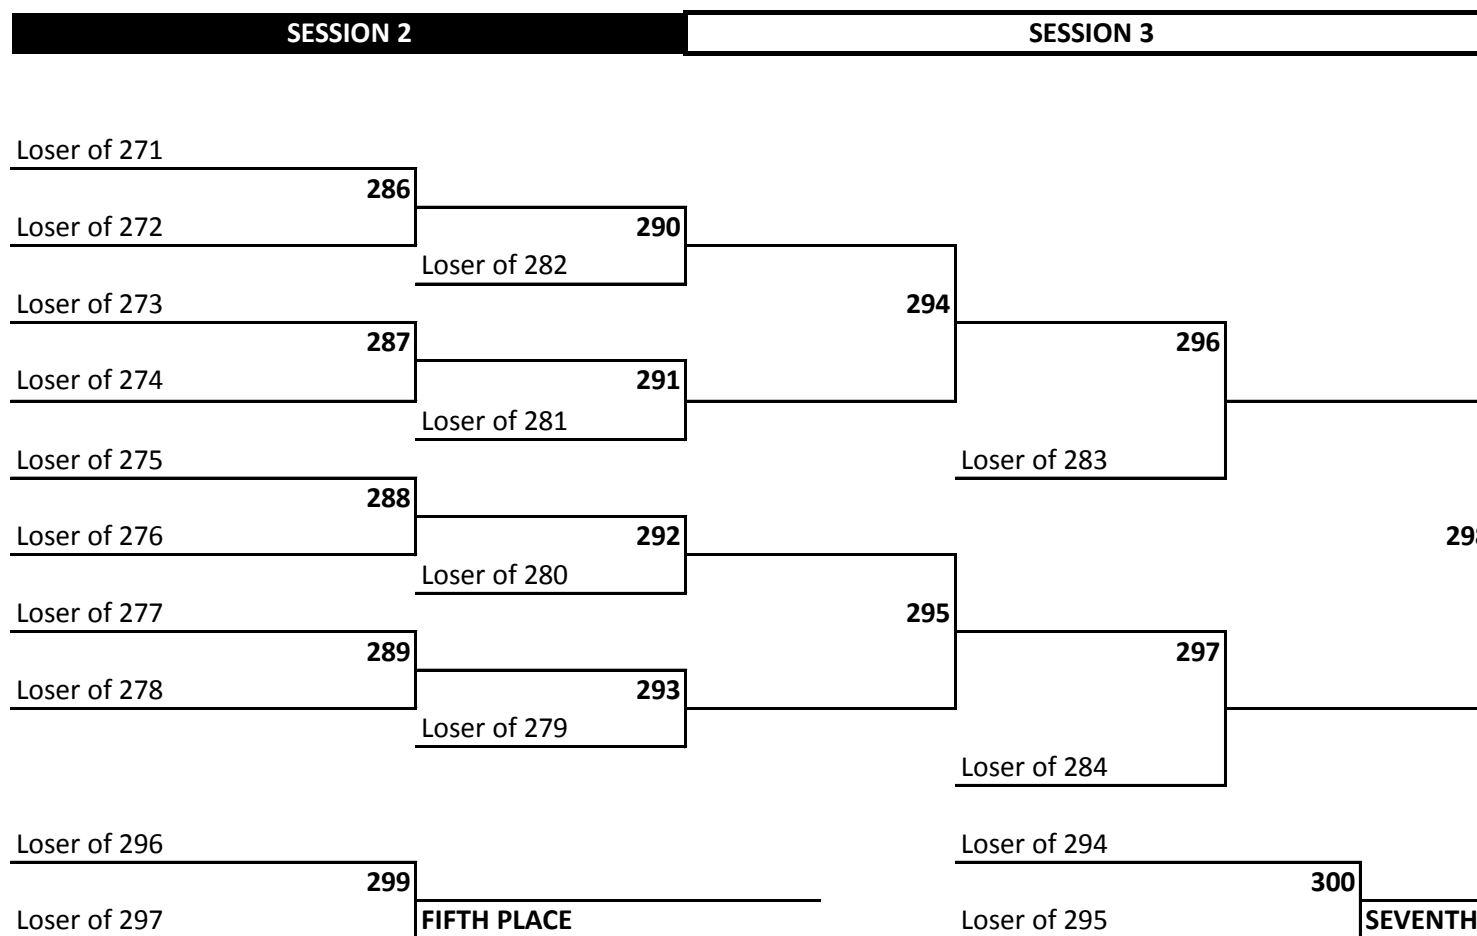 SESSION 2 SESSION 3
Loser of 271
286
Loser of 272 290
Loser of 282
Loser of 273 294
287 296
Loser of 274 291
Loser of 281
Loser of 275 Loser of 283
288
Loser of 276 292
Loser of 280
Loser of 277 295
289 297
Loser of 278 293
Loser of 279
Loser of 284
Loser of 296 Loser of 294
299 300
Loser of 297 FIFTH PLACE Loser of 295 SEVENTH